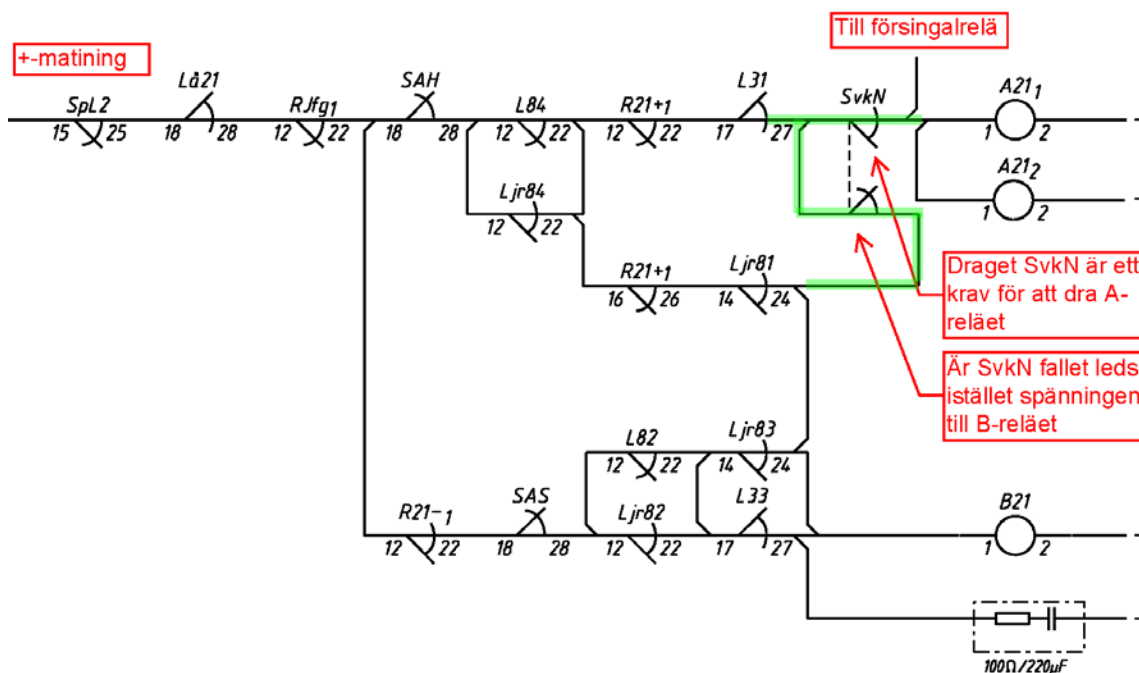 Till försingalrelä
+-matining
SpL2
15 25
Lå21
18 28
RJfg1
12 22
SAH
18 28
L84
12 22
R21+1
12 22
L31
17 27
SvkN
A21 1
1 2
Ljr84
12 22
A21 2
1 2
R21+1
16 26
Ljr81
14 24
Draget SvkN är ett
krav för att dra A-
reläet
Är SvkN fallet leds
istället spänningen
till B-reläet
L82
12 22
Ljr83
14 24
R21-1
12 22
SAS
18 28
Ljr82
12 22
L33
17 27
B21
1 2
100Ω/220µF